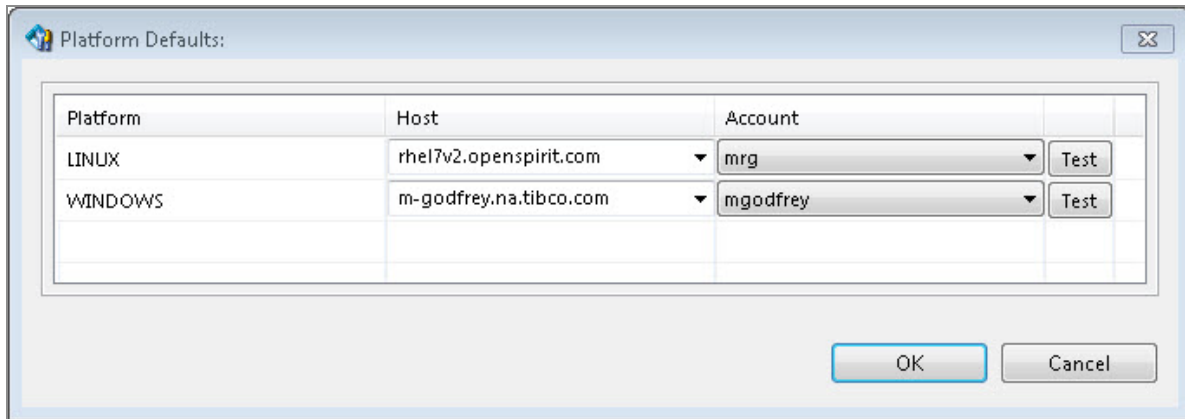 Platform Defaults:
Platform Host Account
LINUX rhel7v2.openspirit.com mrg Test
WINDOWS m-godfrey.na.tibco.com mgodfrey Test
OK Cancel